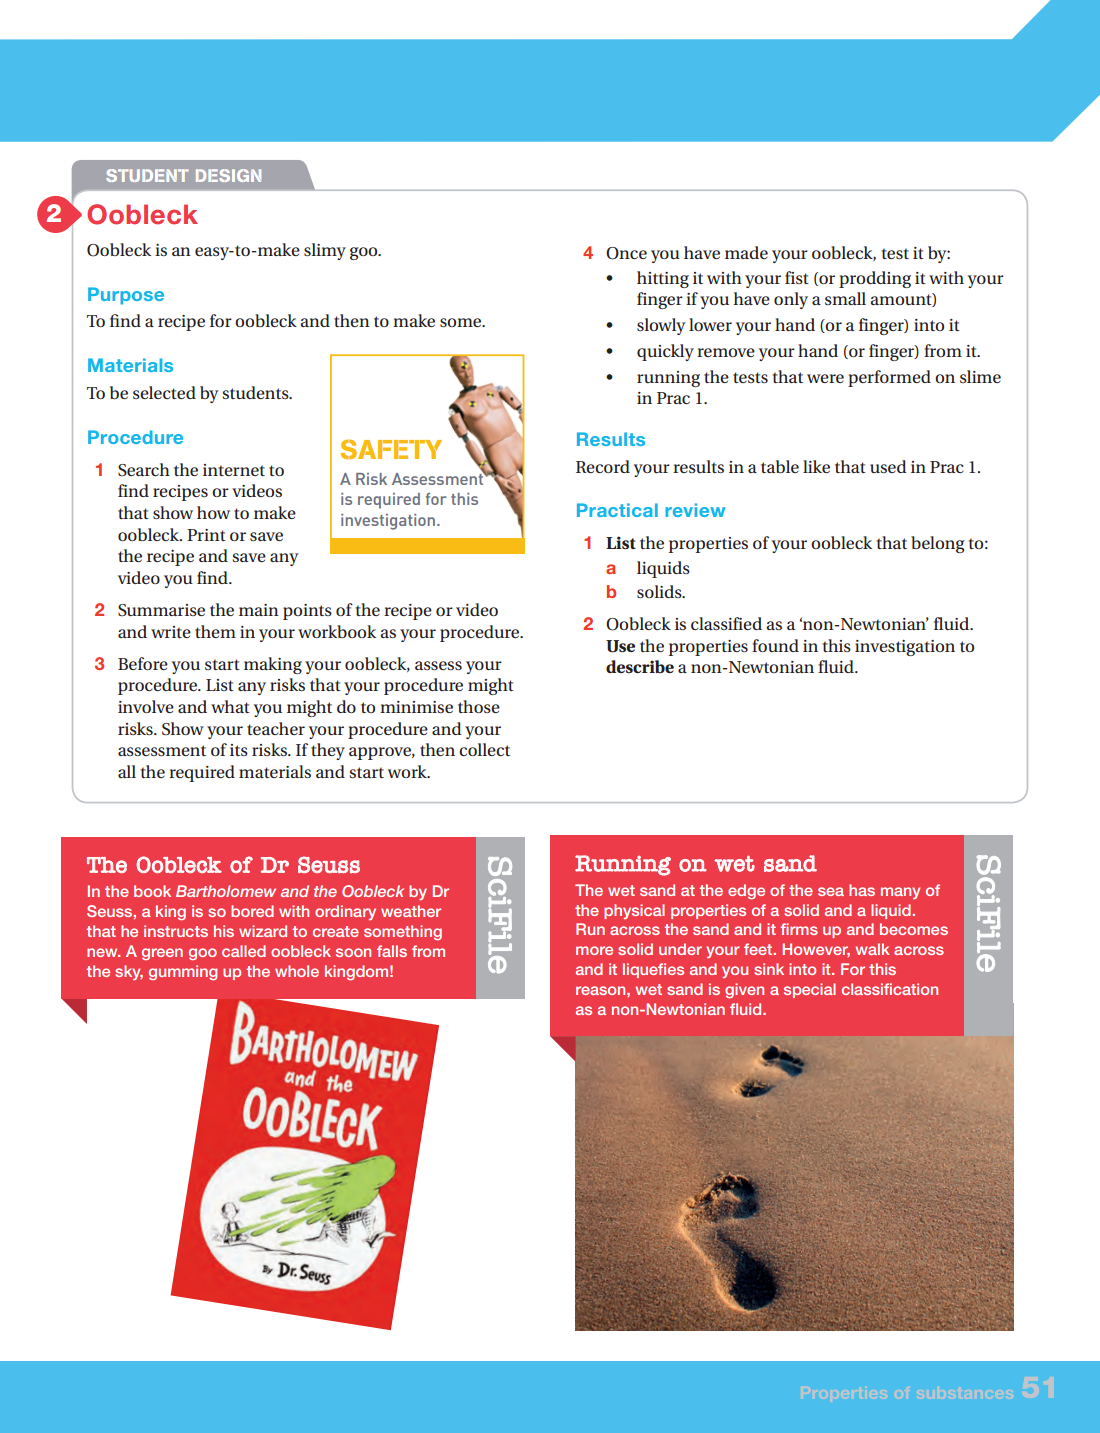 STUDENT DESIGN
2
Oobleck
Oobleck is an easy-to-make slimy goo.
Purpose
To find a recipe for oobleck and then to make some.
Materials
To be selected by students.
SAFETY
A Risk Assessment
is required for this
investigation.
Procedure
1 Search the internet to
find recipes or videos
that show how to make
oobleck. Print or save
the recipe and save any
video you find.
2 Summarise the main points of the recipe or video
and write them in your workbook as your procedure.
3 Before you start making your oobleck, assess your
procedure. List any risks that your procedure might
involve and what you might do to minimise those
risks. Show your teacher your procedure and your
assessment of its risks. If they approve, then collect
all the required materials and start work.
4 Once you have made your oobleck, test it by:
• hitting it with your fist (or prodding it with your
finger if you have only a small amount)
• slowly lower your hand (or a finger) into it
• quickly remove your hand (or finger) from it.
• running the tests that were performed on slime
in Prac 1.
Results
Record your results in a table like that used in Prac 1.
Practical review
1 List the properties of your oobleck that belong to:
a liquids
b solids.
2 Oobleck is classified as a ‘non-Newtonian’ fluid.
Use the properties found in this investigation to
describe a non-Newtonian fluid.
The Oobleck of Dr Seuss
In the book Bartholomew and the Oobleck by Dr
Seuss, a king is so bored with ordinary weather
that he instructs his wizard to create something
new. A green goo called oobleck soon falls from
the sky, gumming up the whole kingdom!
SciFile
BARTHOLOMEW
and the
OOBLECK
By Dr. Seuss
Running on wet sand
The wet sand at the edge of the sea has many of
the physical properties of a solid and a liquid.
Run across the sand and it firms up and becomes
more solid under your feet. However, walk across
and it liquefies and you sink into it. For this
reason, wet sand is given a special classification
as a non-Newtonian fluid.
SciFile
Properties of substances 51